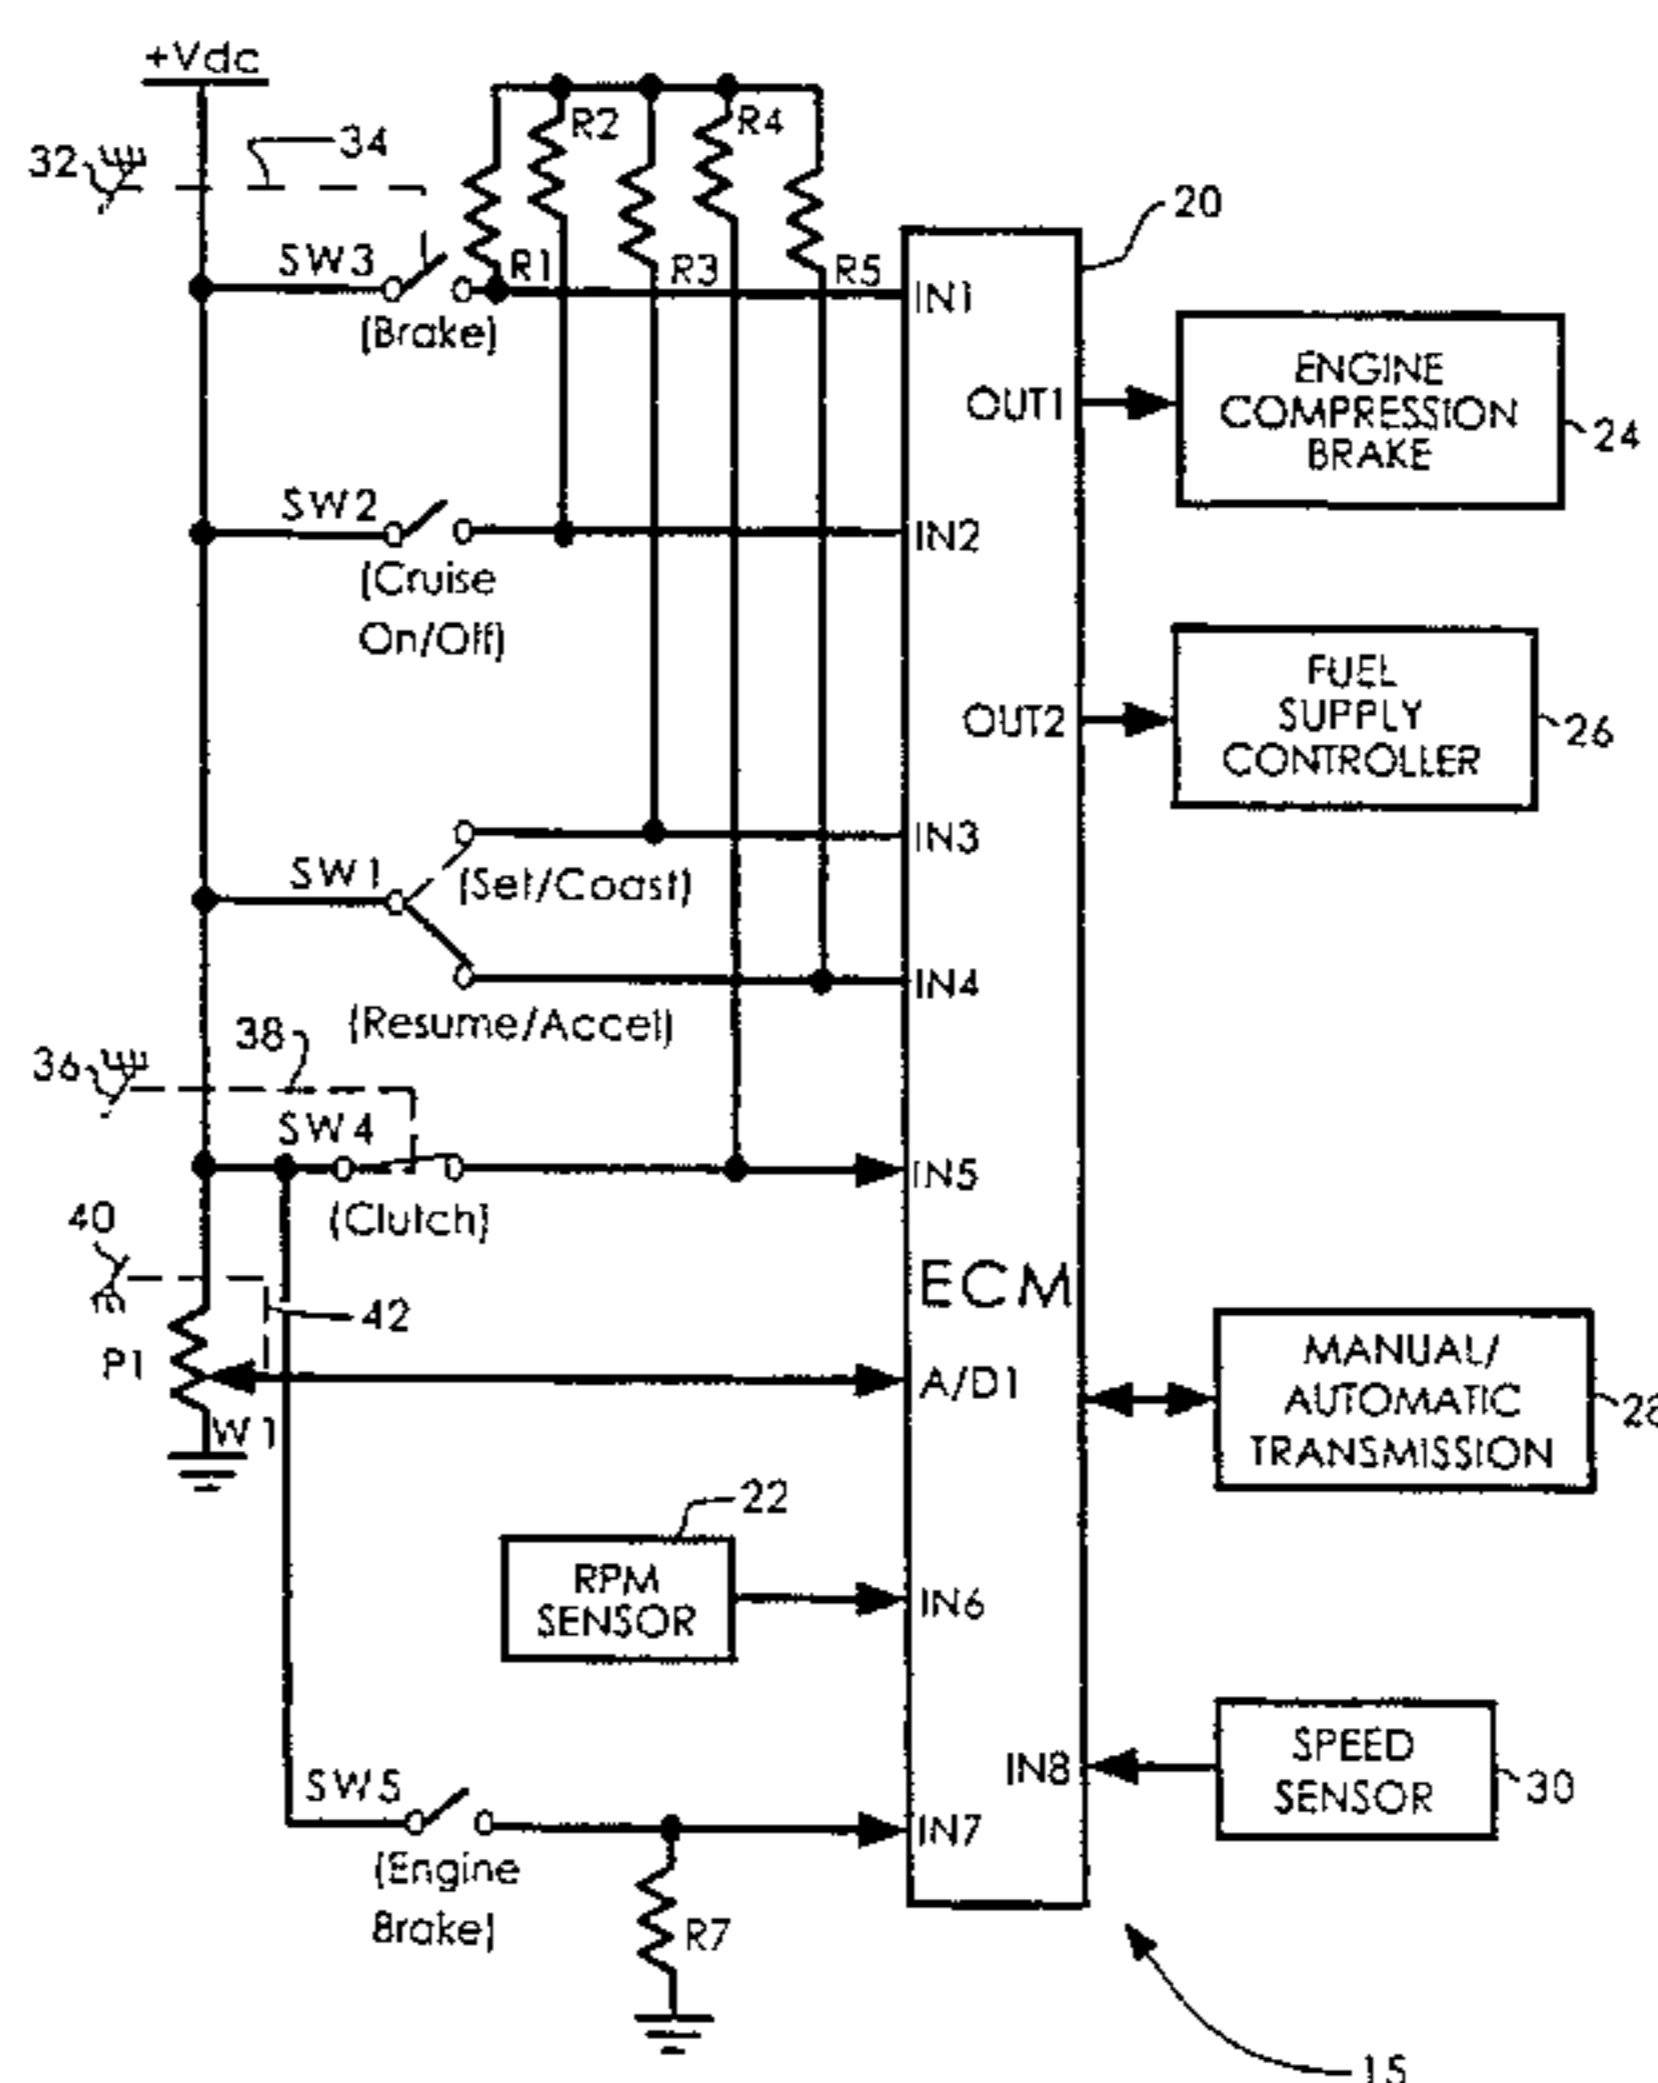 +Vdc
32
34
R2
R4
20
SW3
R1
R3
R5
IN1
(Brake)
ENGINE
COMPRESSION
BRAKE
OUT1
24
SW2
IN2
(Cruise
On/Off)
FUEL
SUPPLY
CONTROLLER
OUT2
26
IN3
SW1
(Set/Coast)
IN4
(Resume/Accel)
38
36
SW4
IN5
(Clutch)
40
ECM
42
P1
A/D1
W1
MANUAL/
AUTOMATIC
TRANSMISSION
28
22
RPM
SENSOR
IN6
SPEED
SENSOR
IN8
30
SW5
IN7
(Engine
Brake)
R7
15